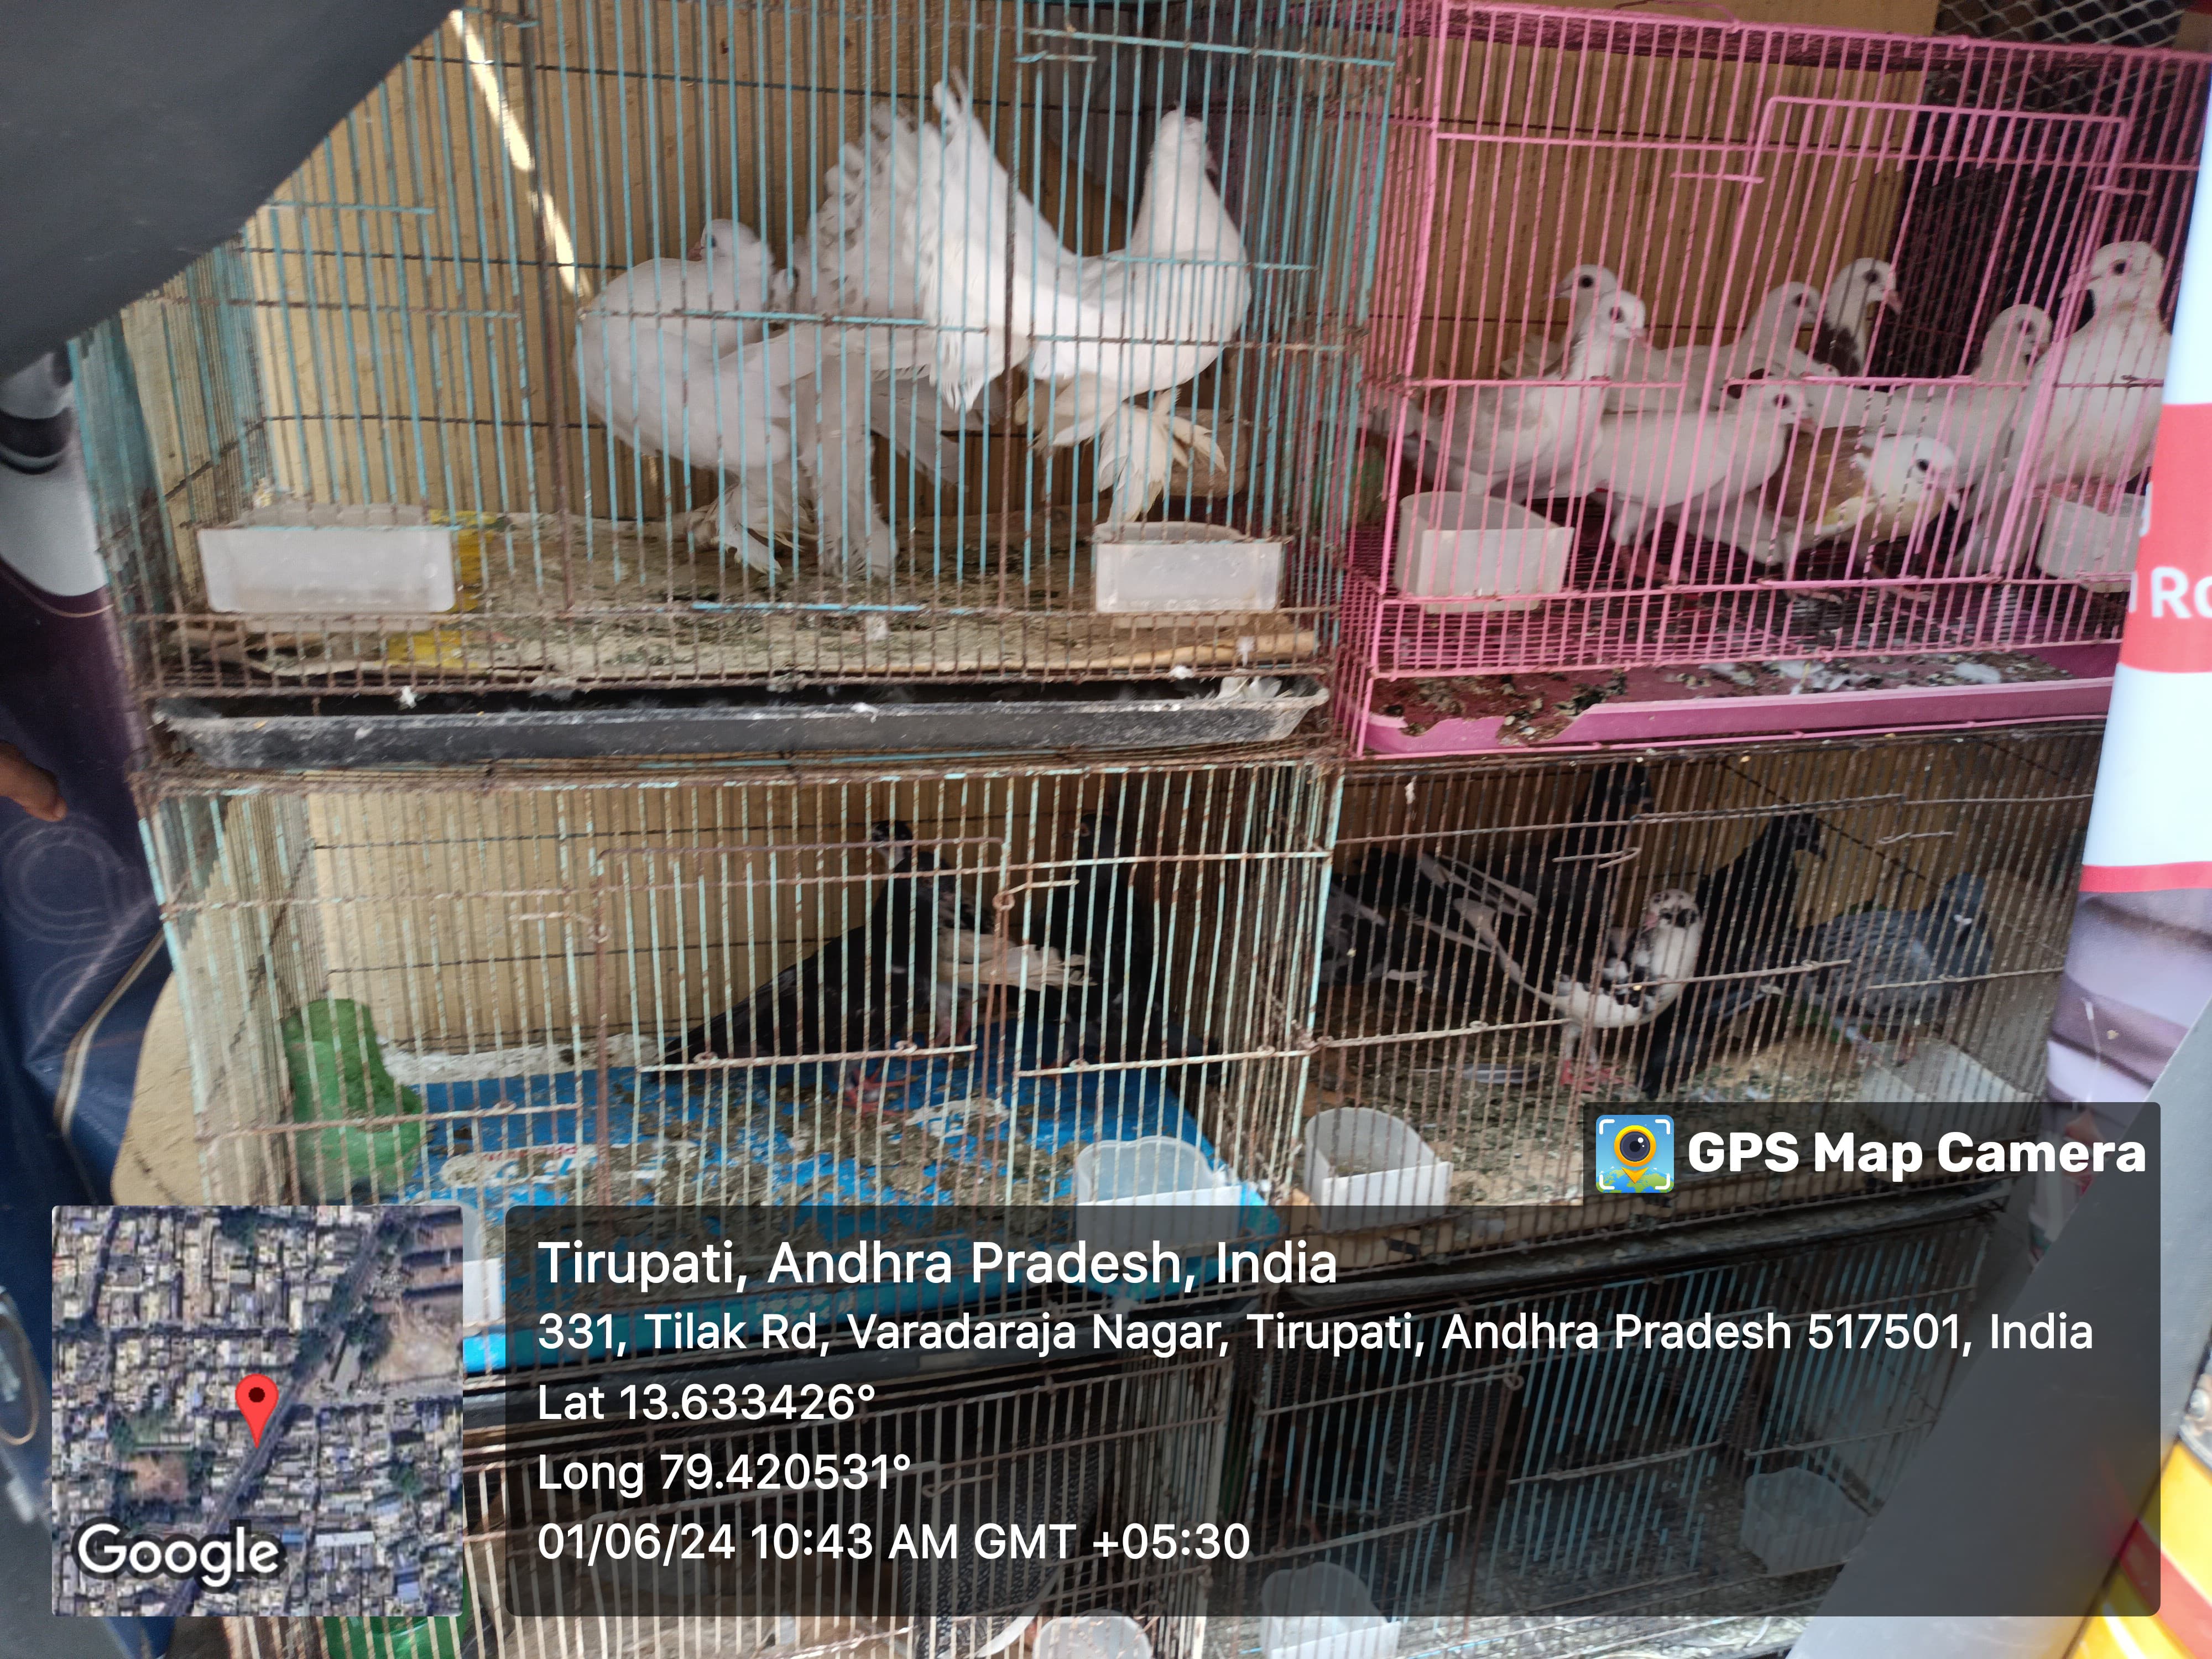 Ro
GPS Map Camera
Tirupati, Andhra Pradesh, India
331, Tilak Rd, Varadaraja Nagar, Tirupati, Andhra Pradesh 517501, India
Lat 13.633426°
Long 79.420531°
01/06/24 10:43 AM GMT +05:30
Google